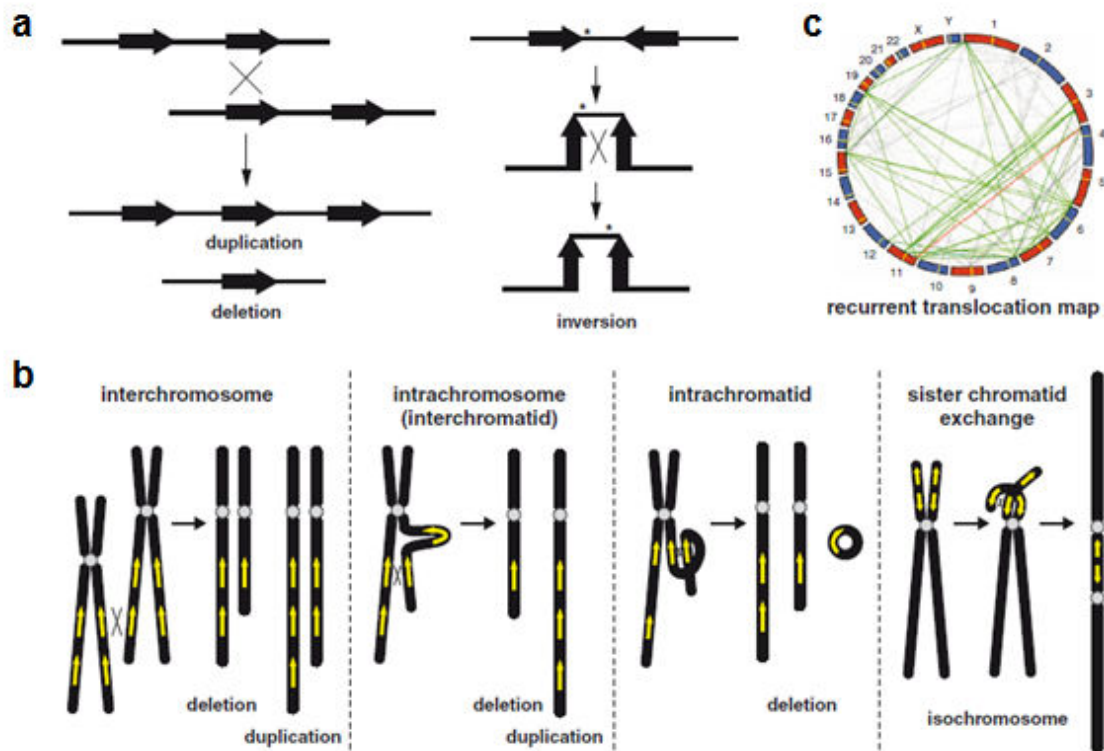 a
*
*
duplication
deletion
*
inversion
c
Y
1
2
3
4
5
6
7
8
9
10
11
12
13
14
15
16
17
18
19
20
21
22
X
recurrent translocation map
b
interchromosome
deletion
duplication
intrachromosome
(interchromatid)
deletion
duplication
intrachromatid
deletion
sister chromatid
exchange
isochromosome